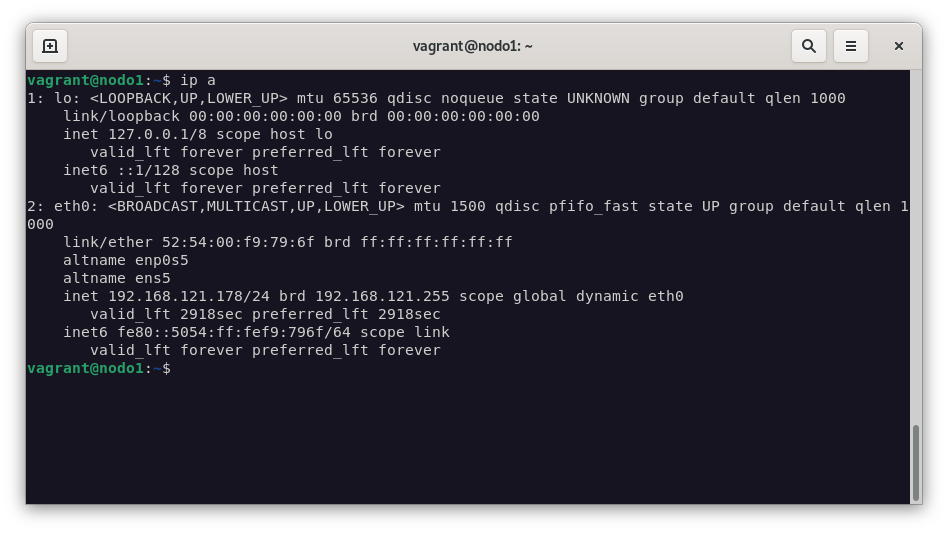 vagrant@nodo1: ~
vagrant@nodo1:~$ ip a
1: lo: <LOOPBACK,UP,LOWER_UP> mtu 65536 qdisc noqueue state UNKNOWN group default qlen 1000
    link/loopback 00:00:00:00:00:00 brd 00:00:00:00:00:00
    inet 127.0.0.1/8 scope host lo
       valid_lft forever preferred_lft forever
    inet6 ::1/128 scope host
       valid_lft forever preferred_lft forever
2: eth0: <BROADCAST,MULTICAST,UP,LOWER_UP> mtu 1500 qdisc pfifo_fast state UP group default qlen 1
000
    link/ether 52:54:00:f9:79:6f brd ff:ff:ff:ff:ff:ff
    altname enp0s5
    altname ens5
    inet 192.168.121.178/24 brd 192.168.121.255 scope global dynamic eth0
       valid_lft 2918sec preferred_lft 2918sec
    inet6 fe80::5054:ff:fef9:796f/64 scope link
       valid_lft forever preferred_lft forever
vagrant@nodo1:~$